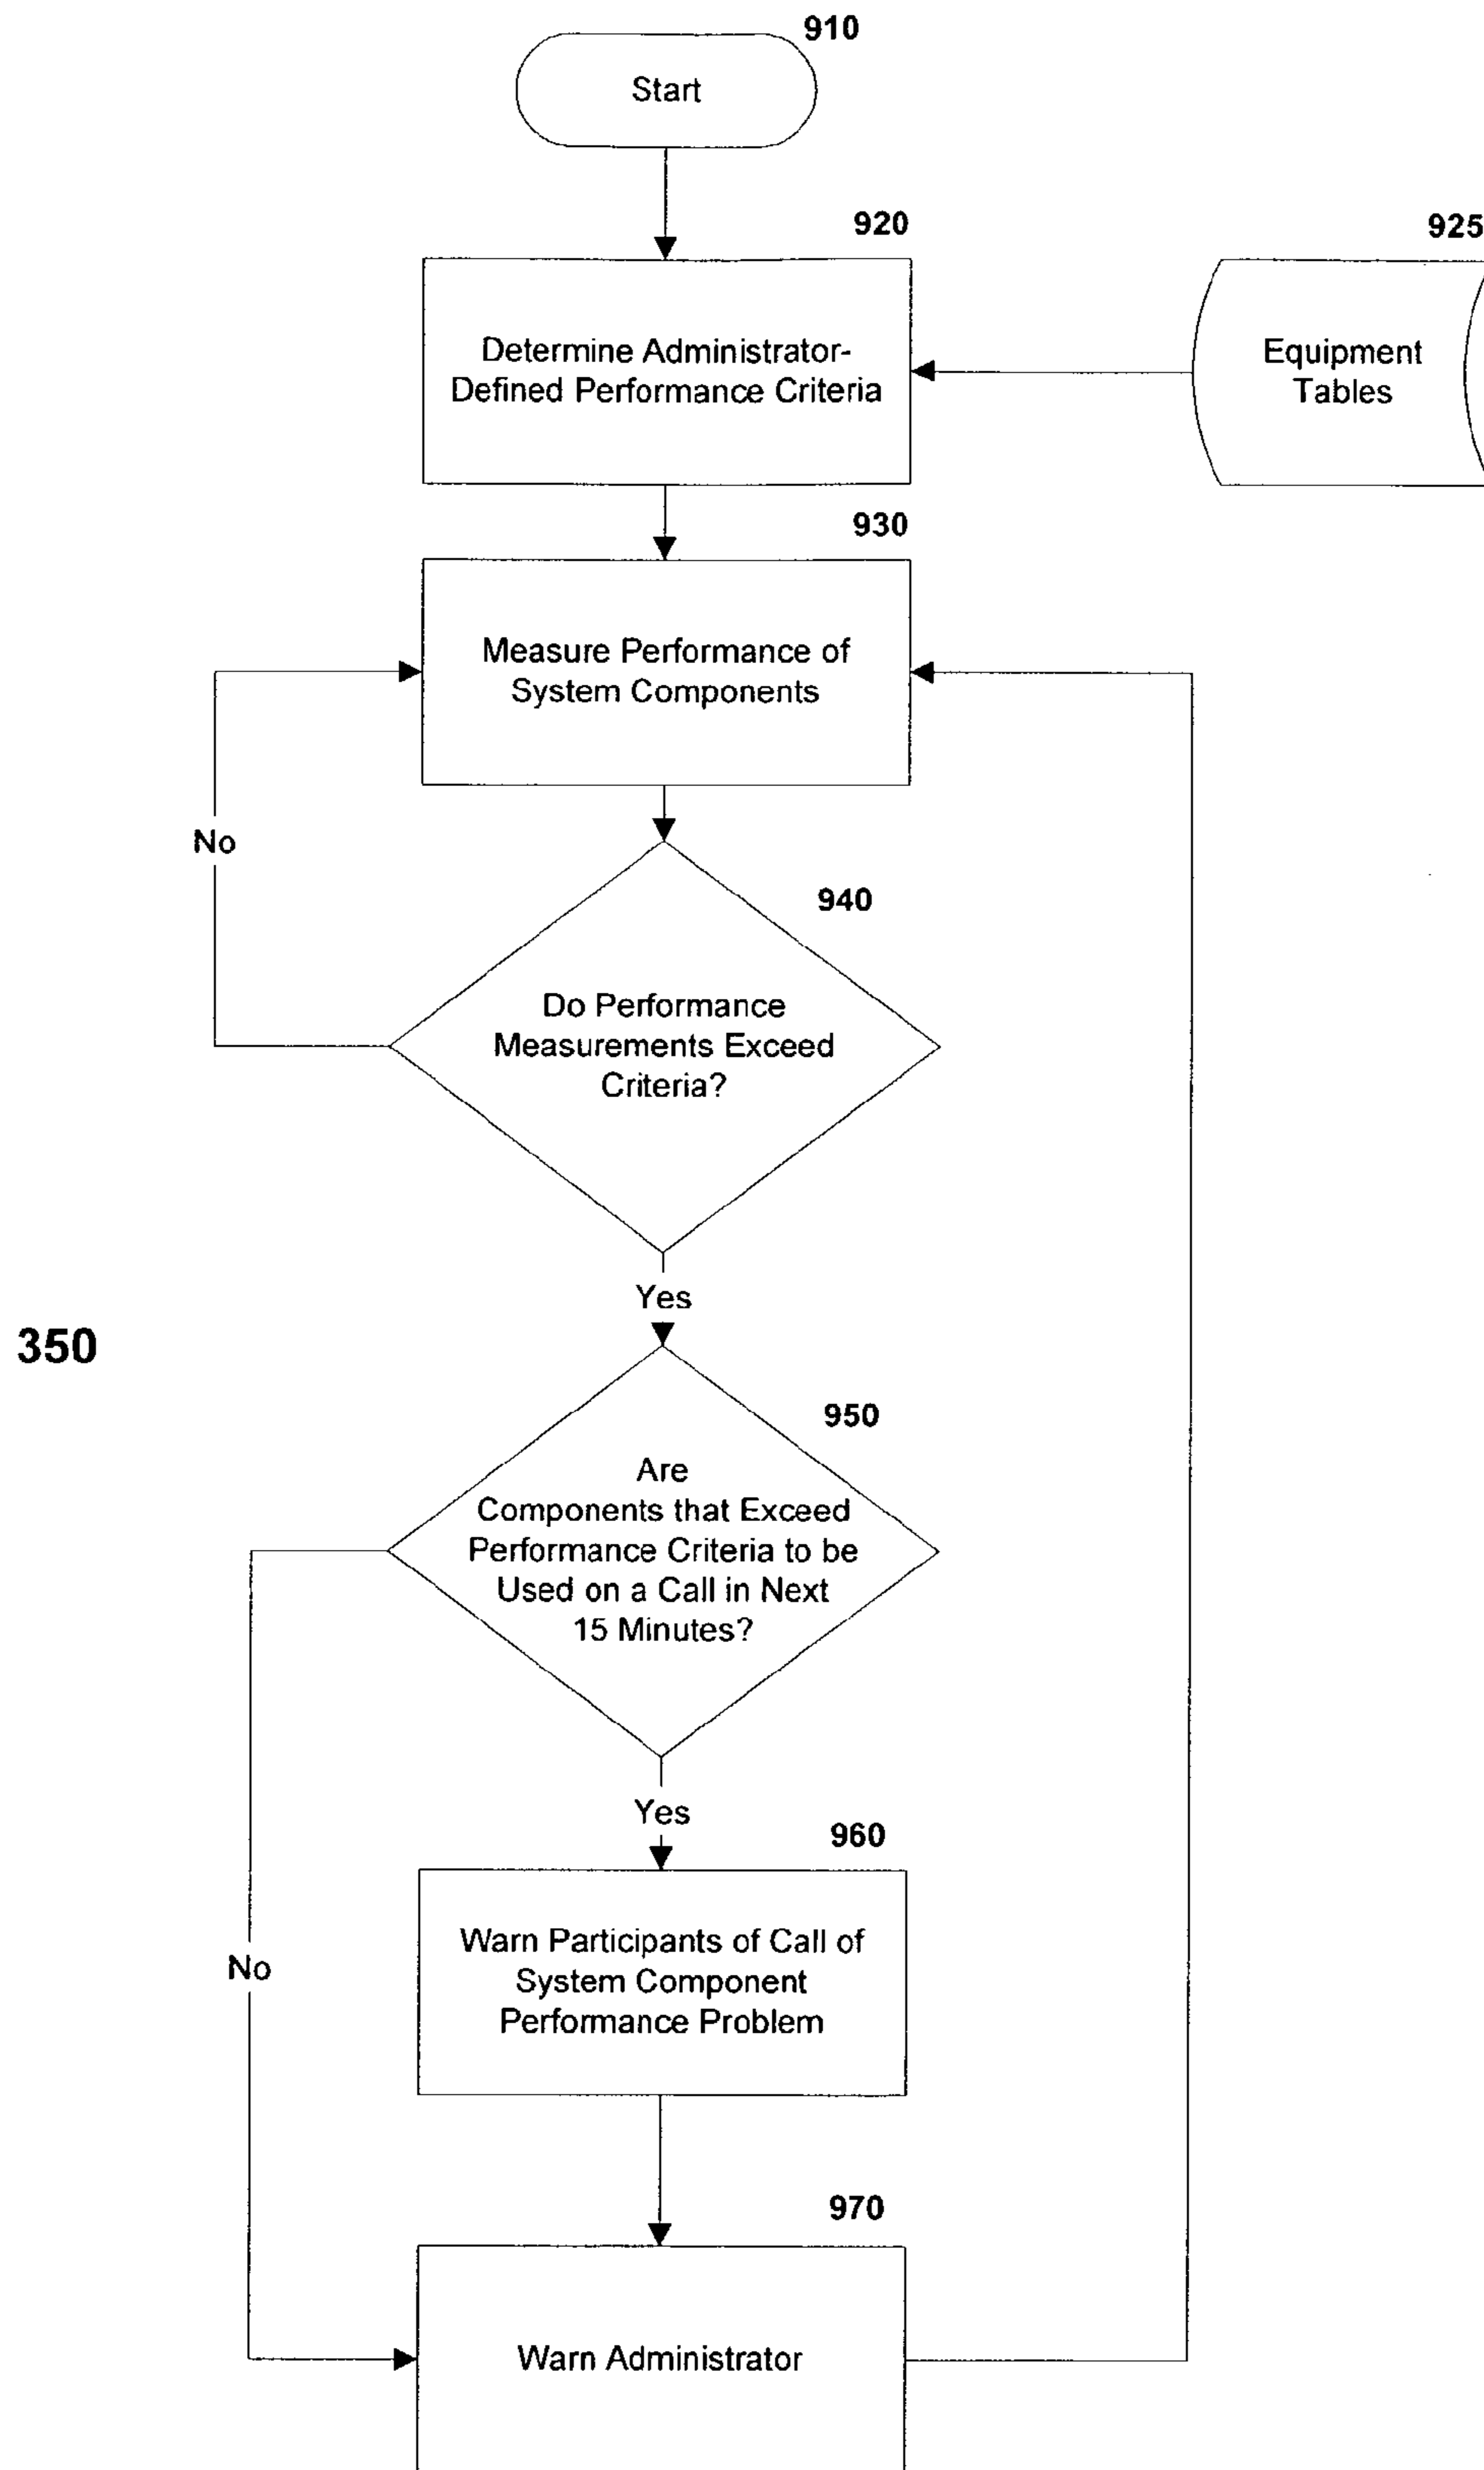 910
Start
920
925
Determine Administrator-
Defined Performance Criteria
Equipment
Tables
930
Measure Performance of
System Components
No
940
Do Performance
Measurements Exceed
Criteria?
Yes
350
950
Are
Components that Exceed
Performance Criteria to be
Used on a Call in Next
15 Minutes?
Yes
960
Warn Participants of Call of
System Component
Performance Problem
No
970
Warn Administrator